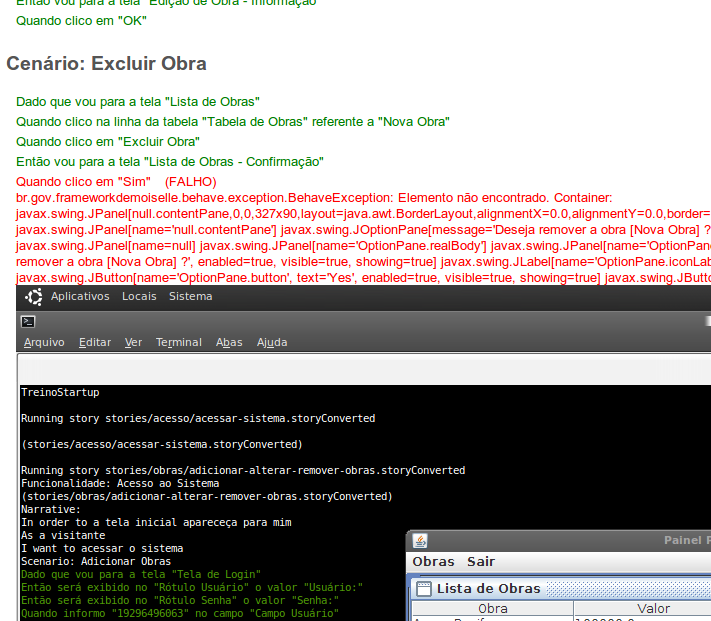 Então vou para a tela "Edição de Obra - Informação"
Quando clico em "OK"
Cenário: Excluir Obra
Dado que vou para a tela "Lista de Obras"
Quando clico na linha da tabela "Tabela de Obras" referente a "Nova Obra"
Quando clico em "Excluir Obra"
Então vou para a tela "Lista de Obras - Confirmação"
Quando clico em "Sim" (FALHO)
br.gov.frameworkdemoiselle.behave.exception.BehaveException: Elemento não encontrado. Container:
javax.swing.JPanel[null.contentPane,0,0,327x90,layout=java.awt.BorderLayout,alignmentX=0.0,alignmentY=0.0,border=
javax.swing.JPanel[name='null.contentPane'] javax.swing.JOptionPane[message='Deseja remover a obra [Nova Obra] ?
javax.swing.JPanel[name=null] javax.swing.JPanel[name='OptionPane.realBody'] javax.swing.JPanel[name='OptionPane
remover a obra [Nova Obra] ?', enabled=true, visible=true, showing=true] javax.swing.JLabel[name='OptionPane.iconLab
javax.swing.JButton[name='OptionPane.button', text='Yes', enabled=true, visible=true, showing=true] javax.swing.JButto
Aplicativos Locais Sistema
Arquivo Editar Ver Terminal Abas Ajuda
TreinoStartup
Running story stories/acesso/acessar-sistema.storyConverted
(stories/acesso/acessar-sistema.storyConverted)
Running story stories/obras/adicionar-alterar-remover-obras.storyConverted
Funcionalidade: Acesso ao Sistema
(stories/obras/adicionar-alterar-remover-obras.storyConverted)
Narrative:
In order to a tela inicial apareceça para mim
As a visitante
I want to acessar o sistema
Scenario: Adicionar Obras
Dado que vou para a tela "Tela de Login"
Então será exibido no "Rótulo Usuário" o valor "Usuário:"
Então será exibido no "Rótulo Senha" o valor "Senha:"
Quando informo "19296496063" no campo "Campo Usuário"
Painel P
Obras Sair
Lista de Obras
Obra Valor